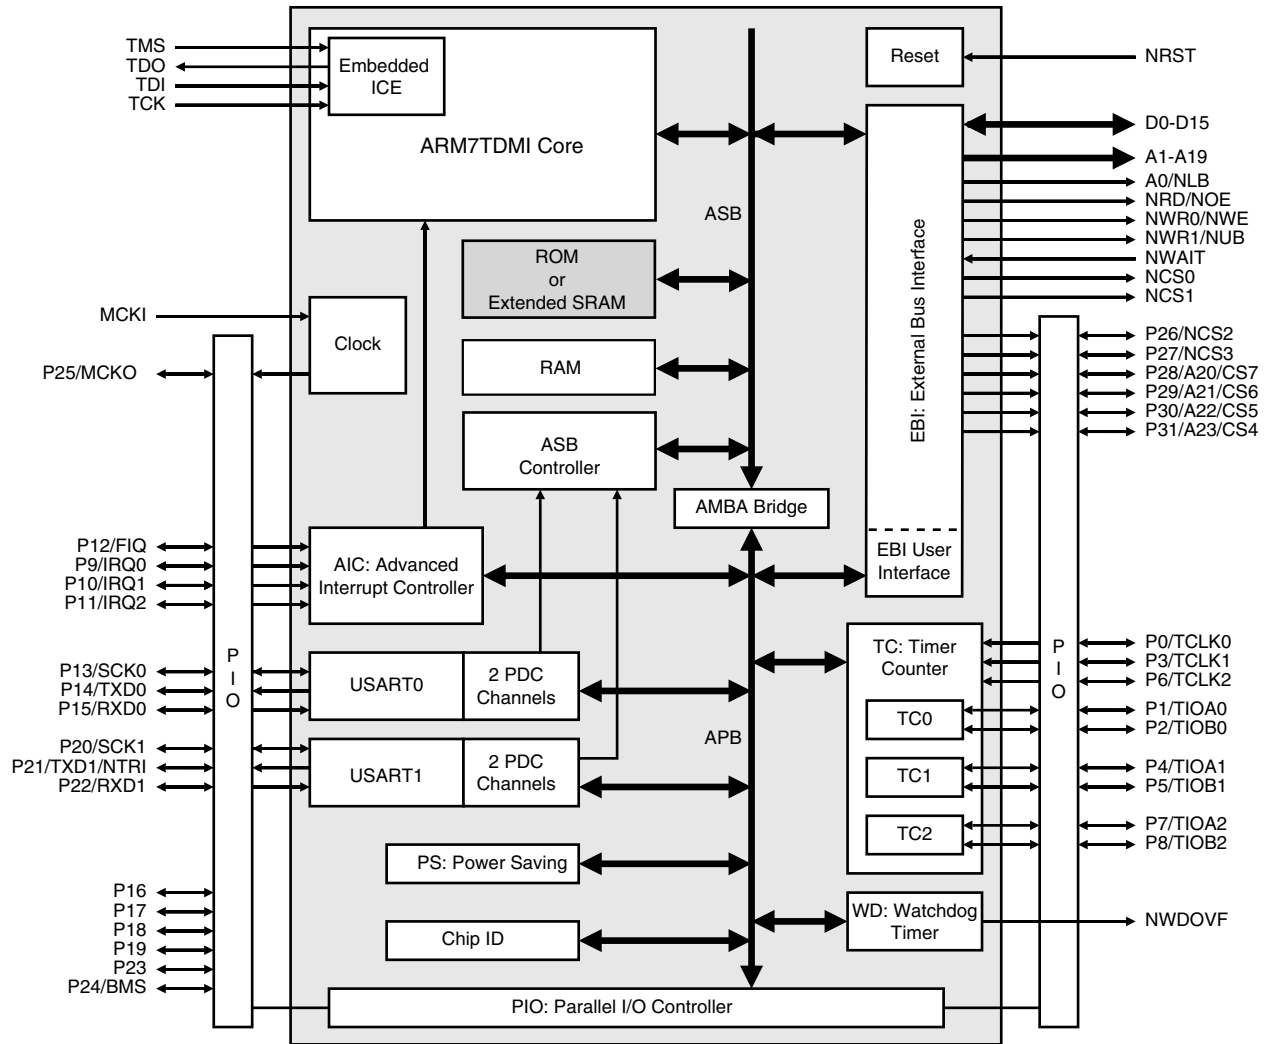 TMS
TDO
TDI
TCK
Embedded
ICE
ARM7TDMI Core
Reset
NRST
D0-D15
A1-A19
A0/NLB
NRD/NOE
NWR0/NWE
NWR1/NUB
NWAIT
NCS0
NCS1
ASB
EBI: External Bus Interface
ROM
or
Extended SRAM
MCKI
Clock
P25/MCKO
RAM
P26/NCS2
P27/NCS3
P28/A20/CS7
P29/A21/CS6
P30/A22/CS5
P31/A23/CS4
ASB
Controller
AMBA Bridge
EBI User
Interface
P12/FIQ
P9/IRQ0
P10/IRQ1
P11/IRQ2
AIC: Advanced
Interrupt Controller
P
I
O
P13/SCK0
P14/TXD0
P15/RXD0
USART0
2 PDC
Channels
P20/SCK1
P21/TXD1/NTRI
P22/RXD1
USART1
2 PDC
Channels
APB
TC: Timer
Counter
TC0
TC1
TC2
P
I
O
P0/TCLK0
P3/TCLK1
P6/TCLK2
P1/TIOA0
P2/TIOB0
P4/TIOA1
P5/TIOB1
P7/TIOA2
P8/TIOB2
PS: Power Saving
P16
P17
P18
P19
P23
P24/BMS
Chip ID
WD: Watchdog
Timer
NWDOVF
PIO: Parallel I/O Controller